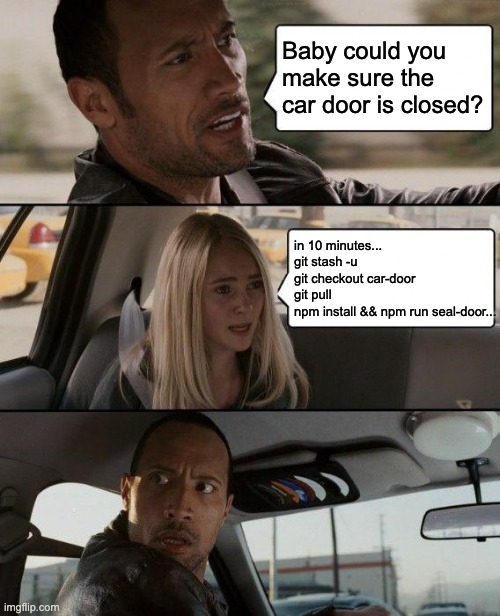 Baby could you
make sure the
car door is closed?
in 10 minutes...
git stash -u
git checkout car-door
git pull
npm install && npm run seal-door...
imgflip.com